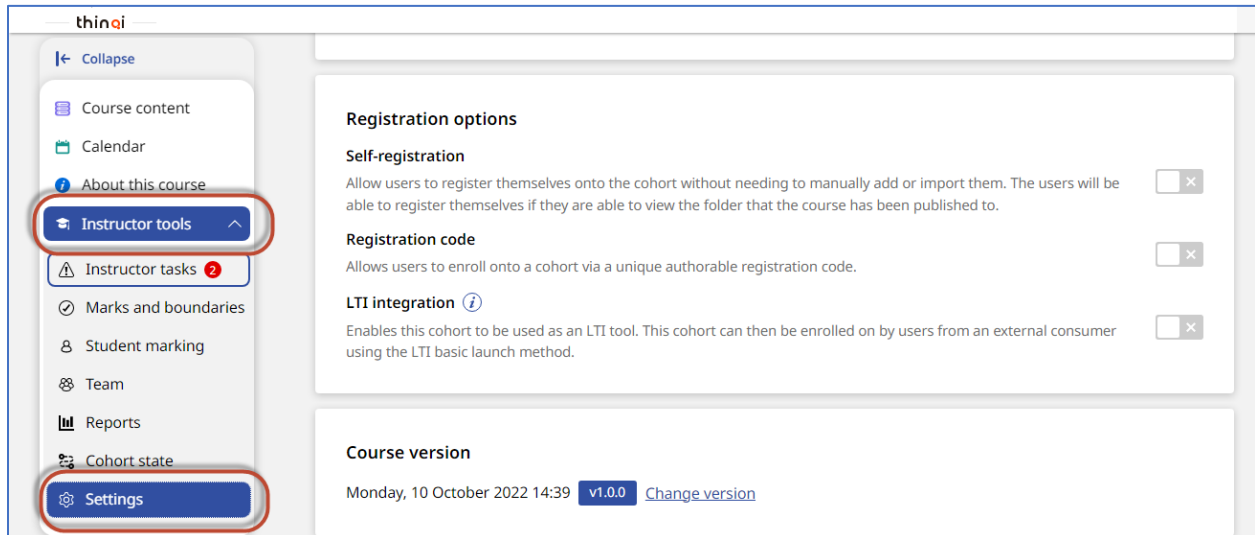 thinqi
Collapse
Course content
Calendar
About this course
Instructor tools
Instructor tasks 2
Marks and boundaries
Student marking
Team
Reports
Cohort state
Settings
Registration options
Self-registration
Allow users to register themselves onto the cohort without needing to manually add or import them. The users will be
able to register themselves if they are able to view the folder that the course has been published to.
Registration code
Allows users to enroll onto a cohort via a unique authorable registration code.
LTI integration i
Enables this cohort to be used as an LTI tool. This cohort can then be enrolled on by users from an external consumer
using the LTI basic launch method.
Course version
Monday, 10 October 2022 14:39 v1.0.0 Change version